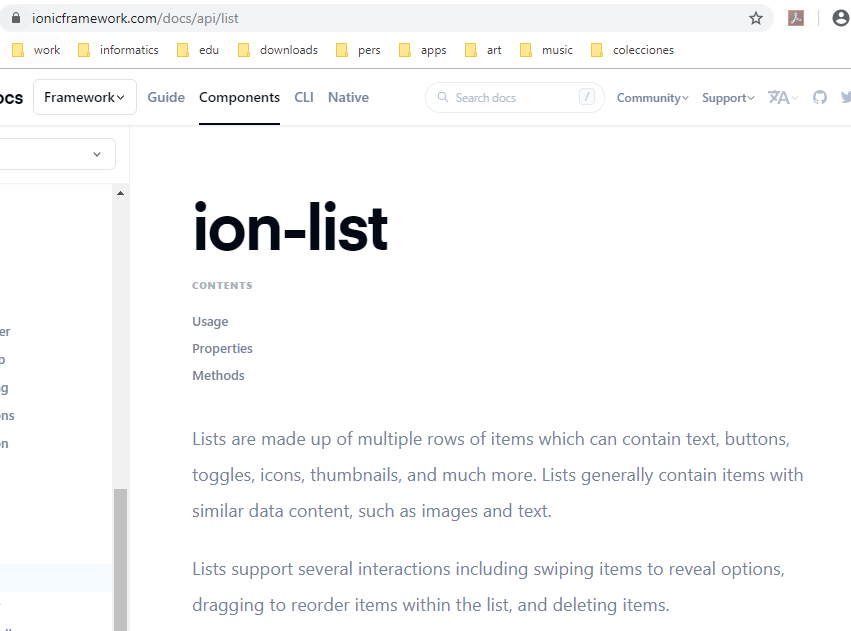 ionicframework.com/docs/api/list
work informatics edu downloads pers apps art music colecciones
ocs Framework Guide Components CLI Native Search docs / Community Support 文A
ion-list
CONTENTS
Usage
er
Properties
p
Methods
g
ons
n
Lists are made up of multiple rows of items which can contain text, buttons,
toggles, icons, thumbnails, and much more. Lists generally contain items with
similar data content, such as images and text.
Lists support several interactions including swiping items to reveal options,
dragging to reorder items within the list, and deleting items.